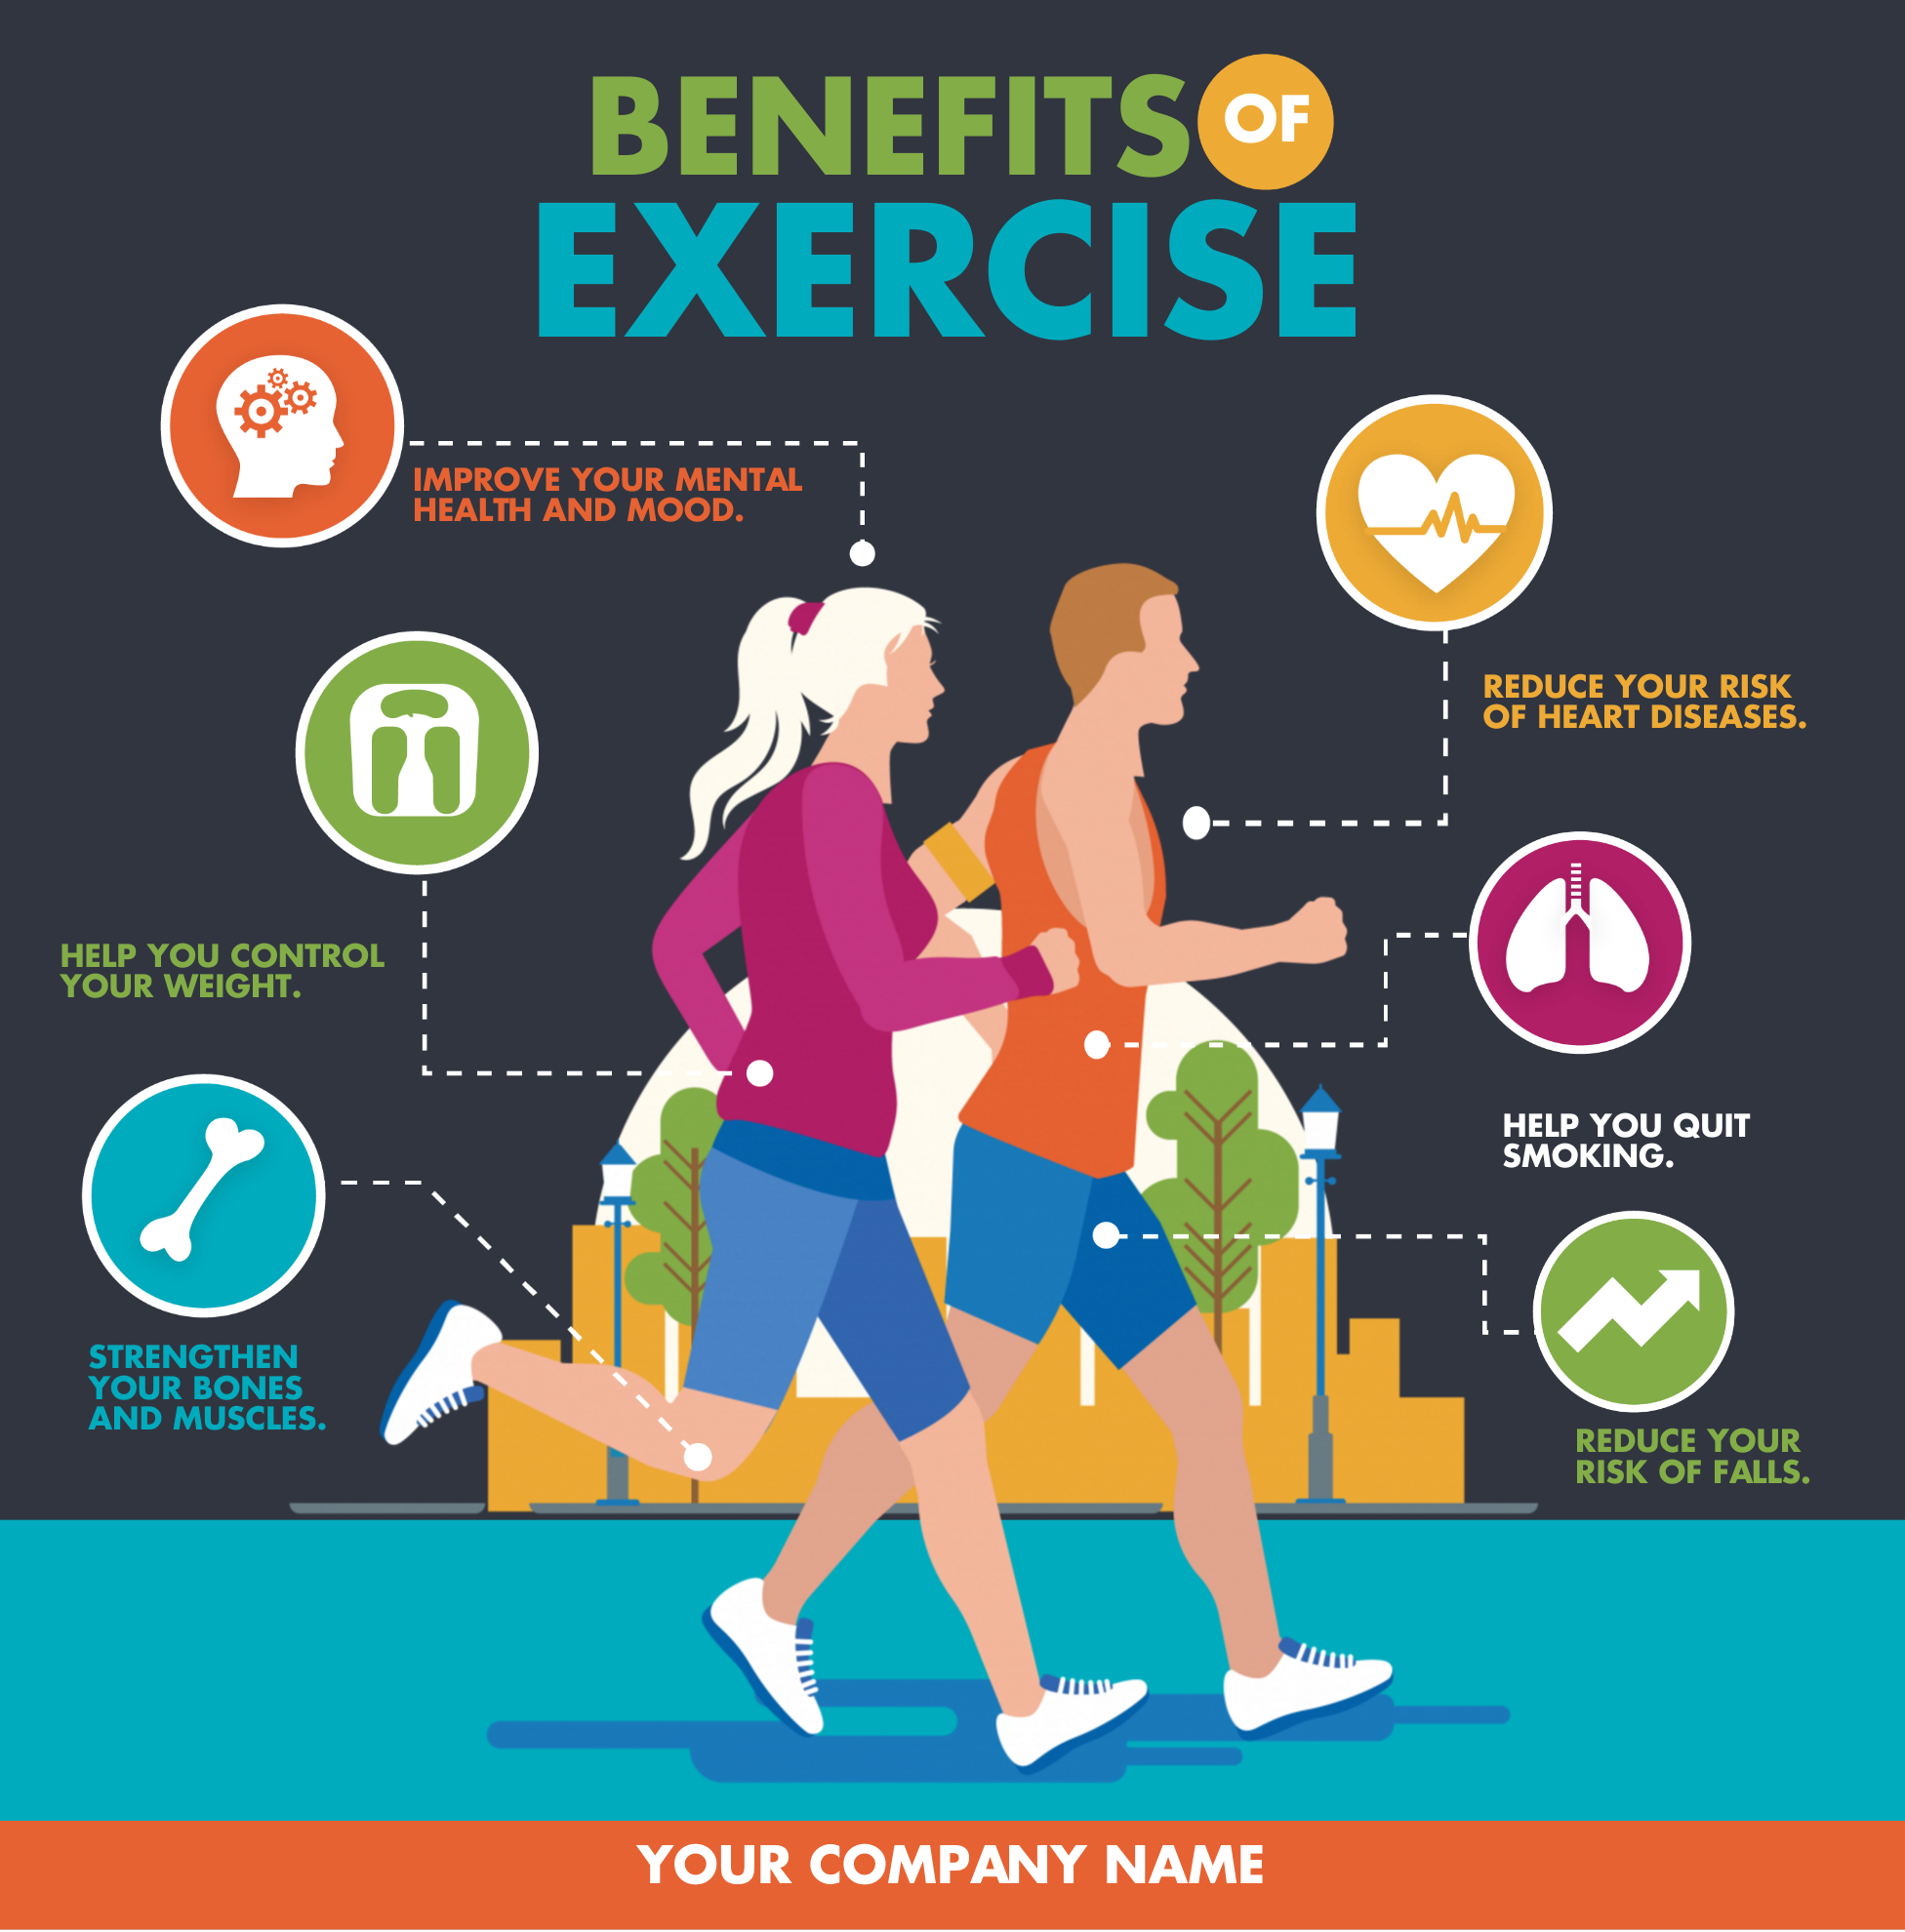 BENEFITS OF
EXERCISE
IMPROVE YOUR MENTAL
HEALTH AND MOOD.
REDUCE YOUR RISK
OF HEART DISEASES.
HELP YOU CONTROL
YOUR WEIGHT.
HELP YOU QUIT
SMOKING.
STRENGTHEN
YOUR BONES
AND MUSCLES.
REDUCE YOUR
RISK OF FALLS.
YOUR COMPANY NAME